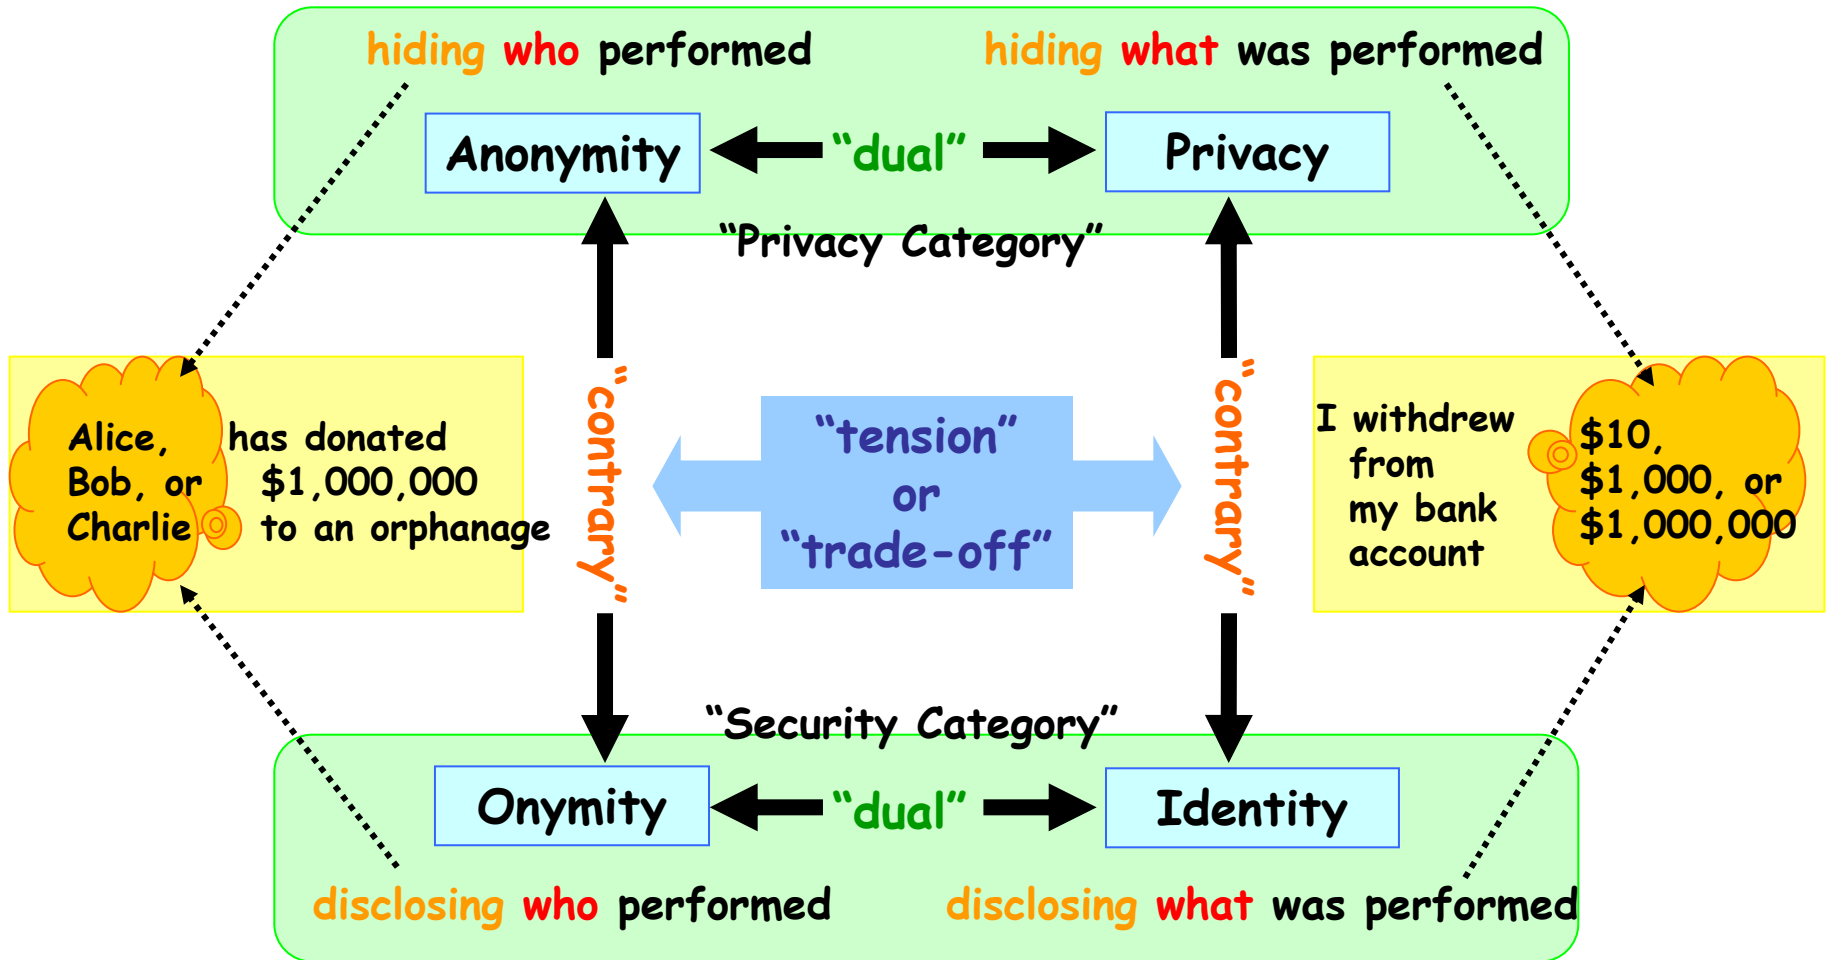 hiding who performed
hiding what was performed
Anonymity
“dual”
Privacy
“Privacy Category”
Alice,
Bob, or
Charlie
has donated
$1,000,000
to an orphanage
“contrary”
“tension”
or
“trade-off”
“contrary”
I withdrew
from
my bank
account
$10,
$1,000, or
$1,000,000
“Security Category”
Onymity
“dual”
Identity
disclosing who performed
disclosing what was performed